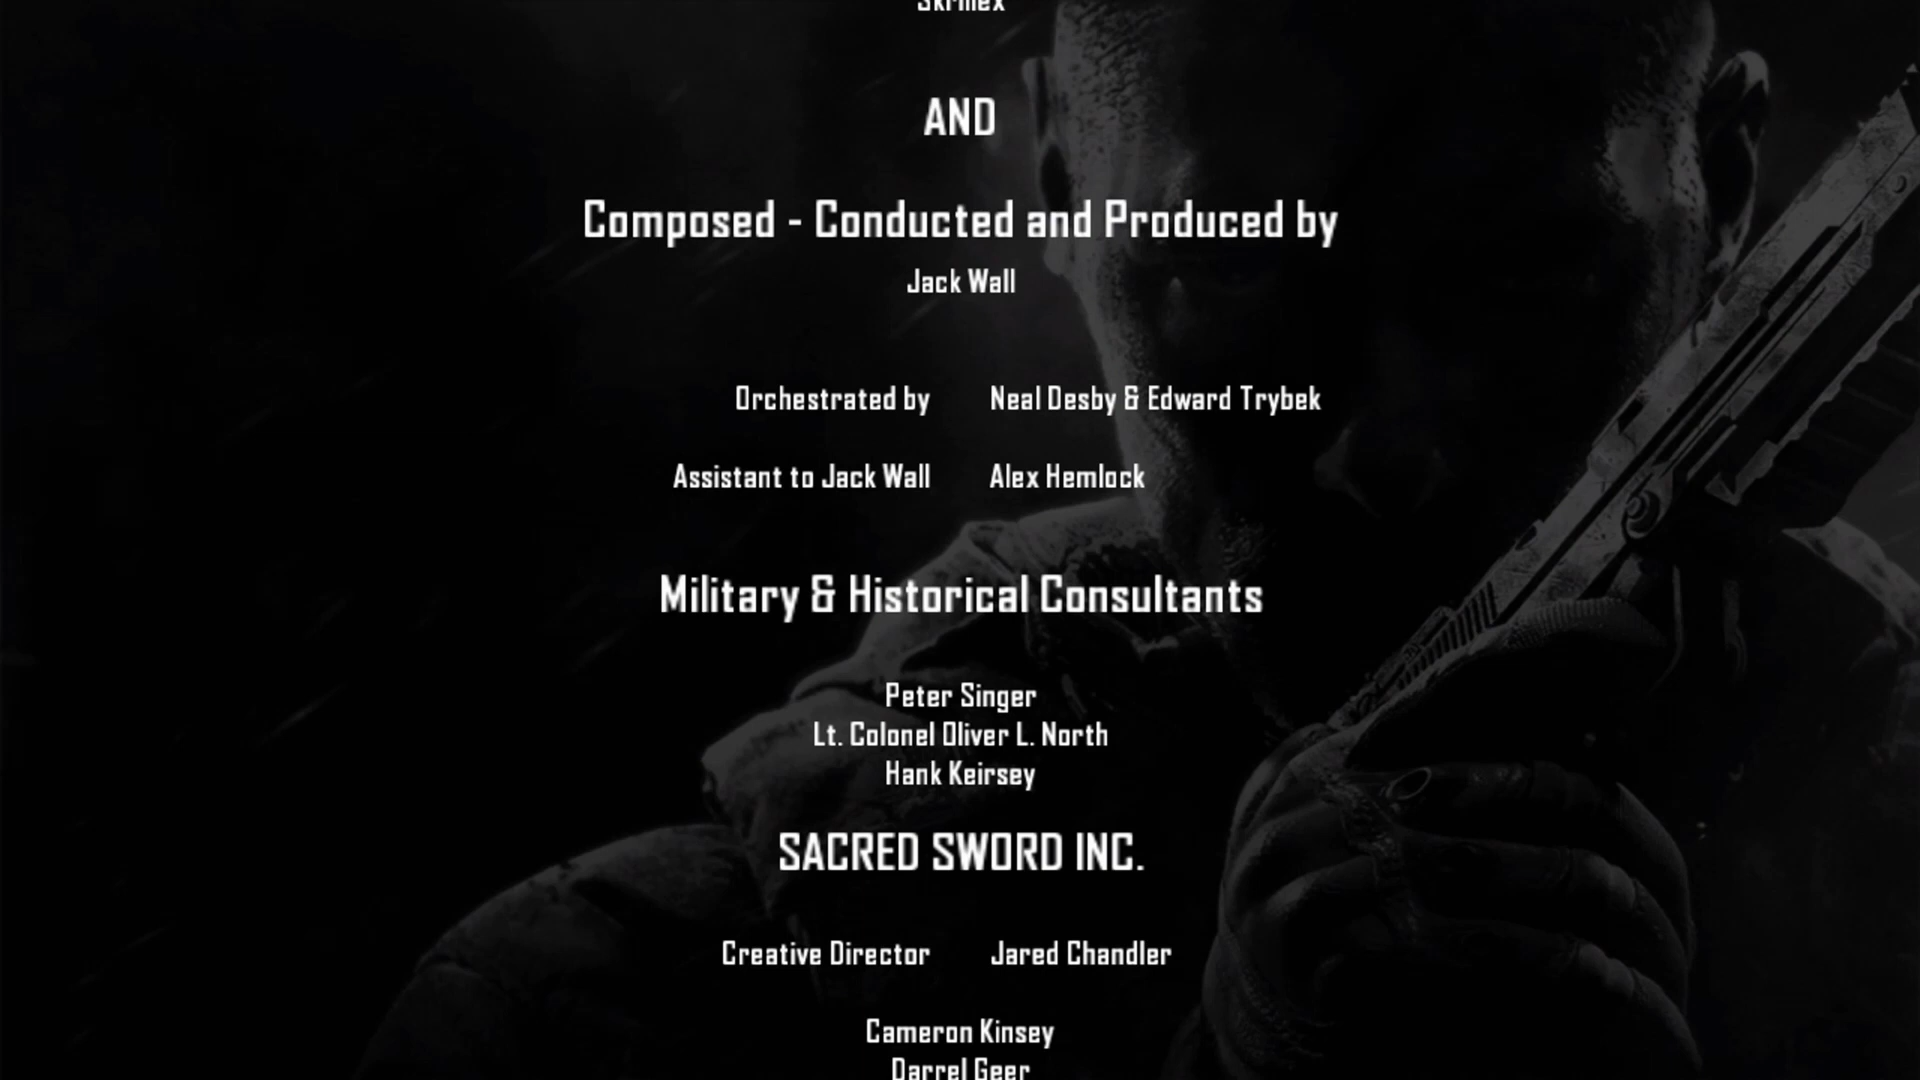 Skrillex
AND
Composed - Conducted and Produced by
Jack Wall
Orchestrated by Neal Desby & Edward Trybek
Assistant to Jack Wall Alex Hemlock
Military & Historical Consultants
Peter Singer
Lt. Colonel Oliver L. North
Hank Keirsey
SACRED SWORD INC.
Creative Director Jared Chandler
Cameron Kinsey
Darrel Geer